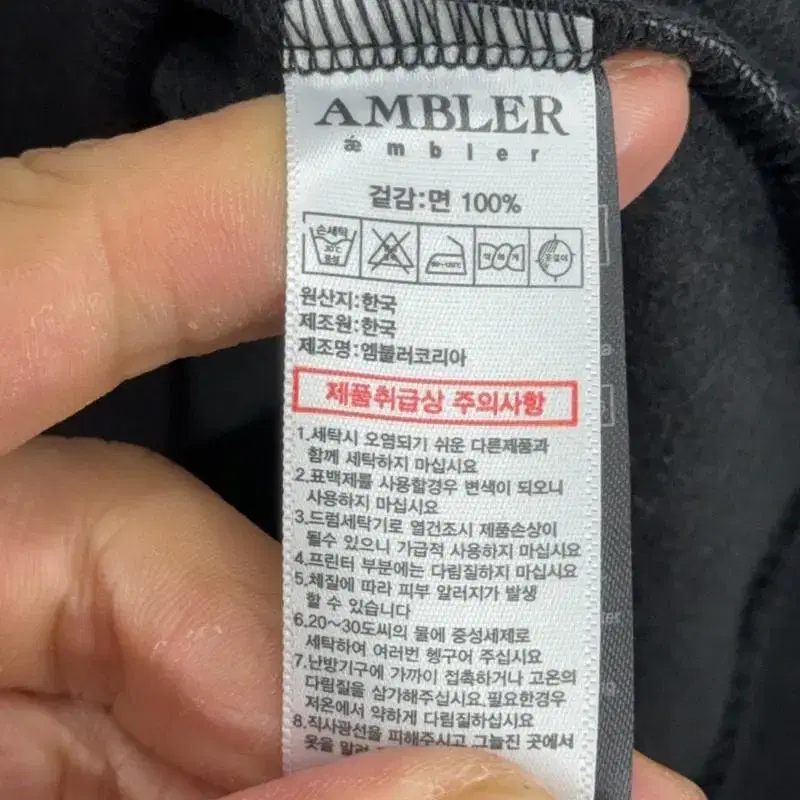 AMBLER
ǽ m b l e r
겉감:면 100%
손세탁
30℃
중성
80~120℃
약 하 게
옷걸이
원산지:한국
제조원:한국
제조명:엠블러코리아
제품취급상 주의사항
1.세탁시 오염되기 쉬운 다른제품과
함께 세탁하지 마십시요
2.표백제를 사용할경우 변색이 되오니
사용하지 마십시요
3.드럼세탁기로 열건조시 제품손상이
될수 있으니 가급적 사용하지 마십시요
4.프린터 부분에는 다림질하지 마십시요
5.체질에 따라 피부 알러지가 발생
할 수 있습니다
6.20~30도씨의 물에 중성세제로
세탁하여 여러번 헹구어 주십시요
7.난방기구에 가까이 접촉하거나 고온의
다림질을 삼가해주십시요.필요한경우
저온에서 약하게 다림질하십시요
8.직사광선을 피해주시고 그늘진 곳에서
옷을 말려